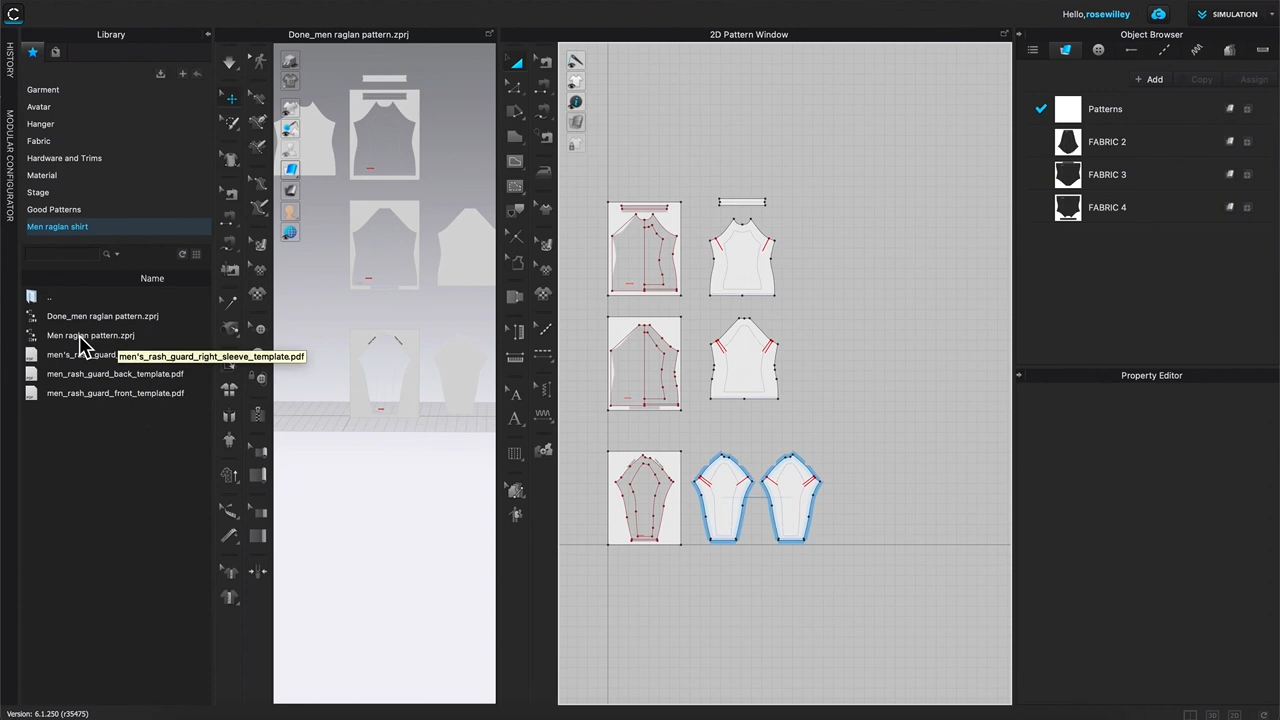 Hello,rosewilley
SIMULATION
Library
Done_men raglan pattern.zprj
2D Pattern Window
Object Browser
HISTORY
MODULAR CONFIGURATOR
Garment
Avatar
Hanger
Fabric
Hardware and Trims
Material
Stage
Good Patterns
Men raglan shirt
Name
..
Done_men raglan pattern.zprj
Men raglan pattern.zprj
men's_rash_guard
men's_rash_guard_right_sleeve_template.pdf
men_rash_guard_back_template.pdf
men_rash_guard_front_template.pdf
+ Add
Copy
Assign
Patterns
FABRIC 2
FABRIC 3
FABRIC 4
Property Editor
Version: 6.1.250 (r35475)
3D
2D